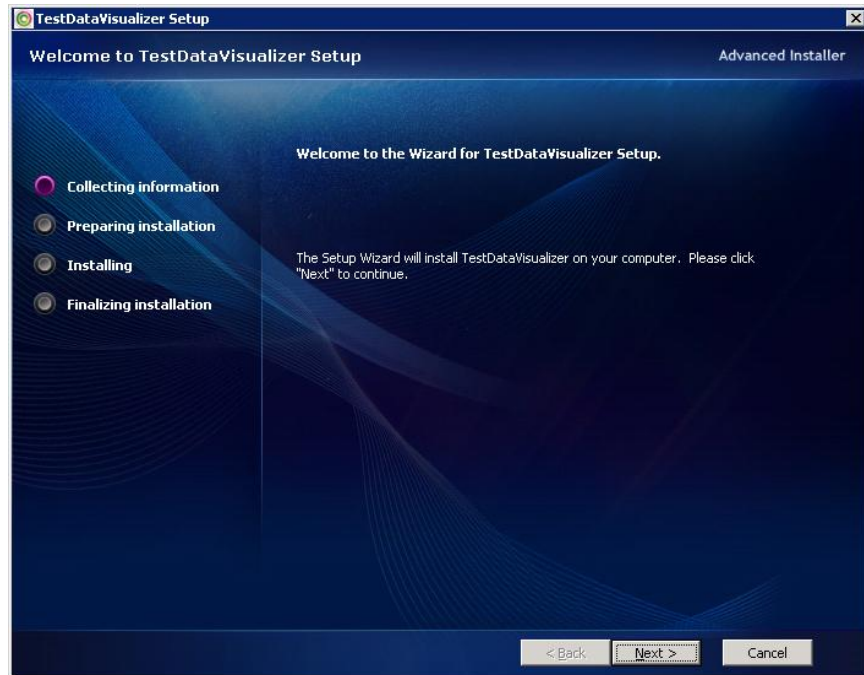 TestDataVisualizer Setup
Welcome to TestDataVisualizer Setup
Advanced Installer
Welcome to the Wizard for TestDataVisualizer Setup.
Collecting information
Preparing installation
The Setup Wizard will install TestDataVisualizer on your computer. Please click
"Next" to continue.
Installing
Finalizing installation
< Back
Next >
Cancel